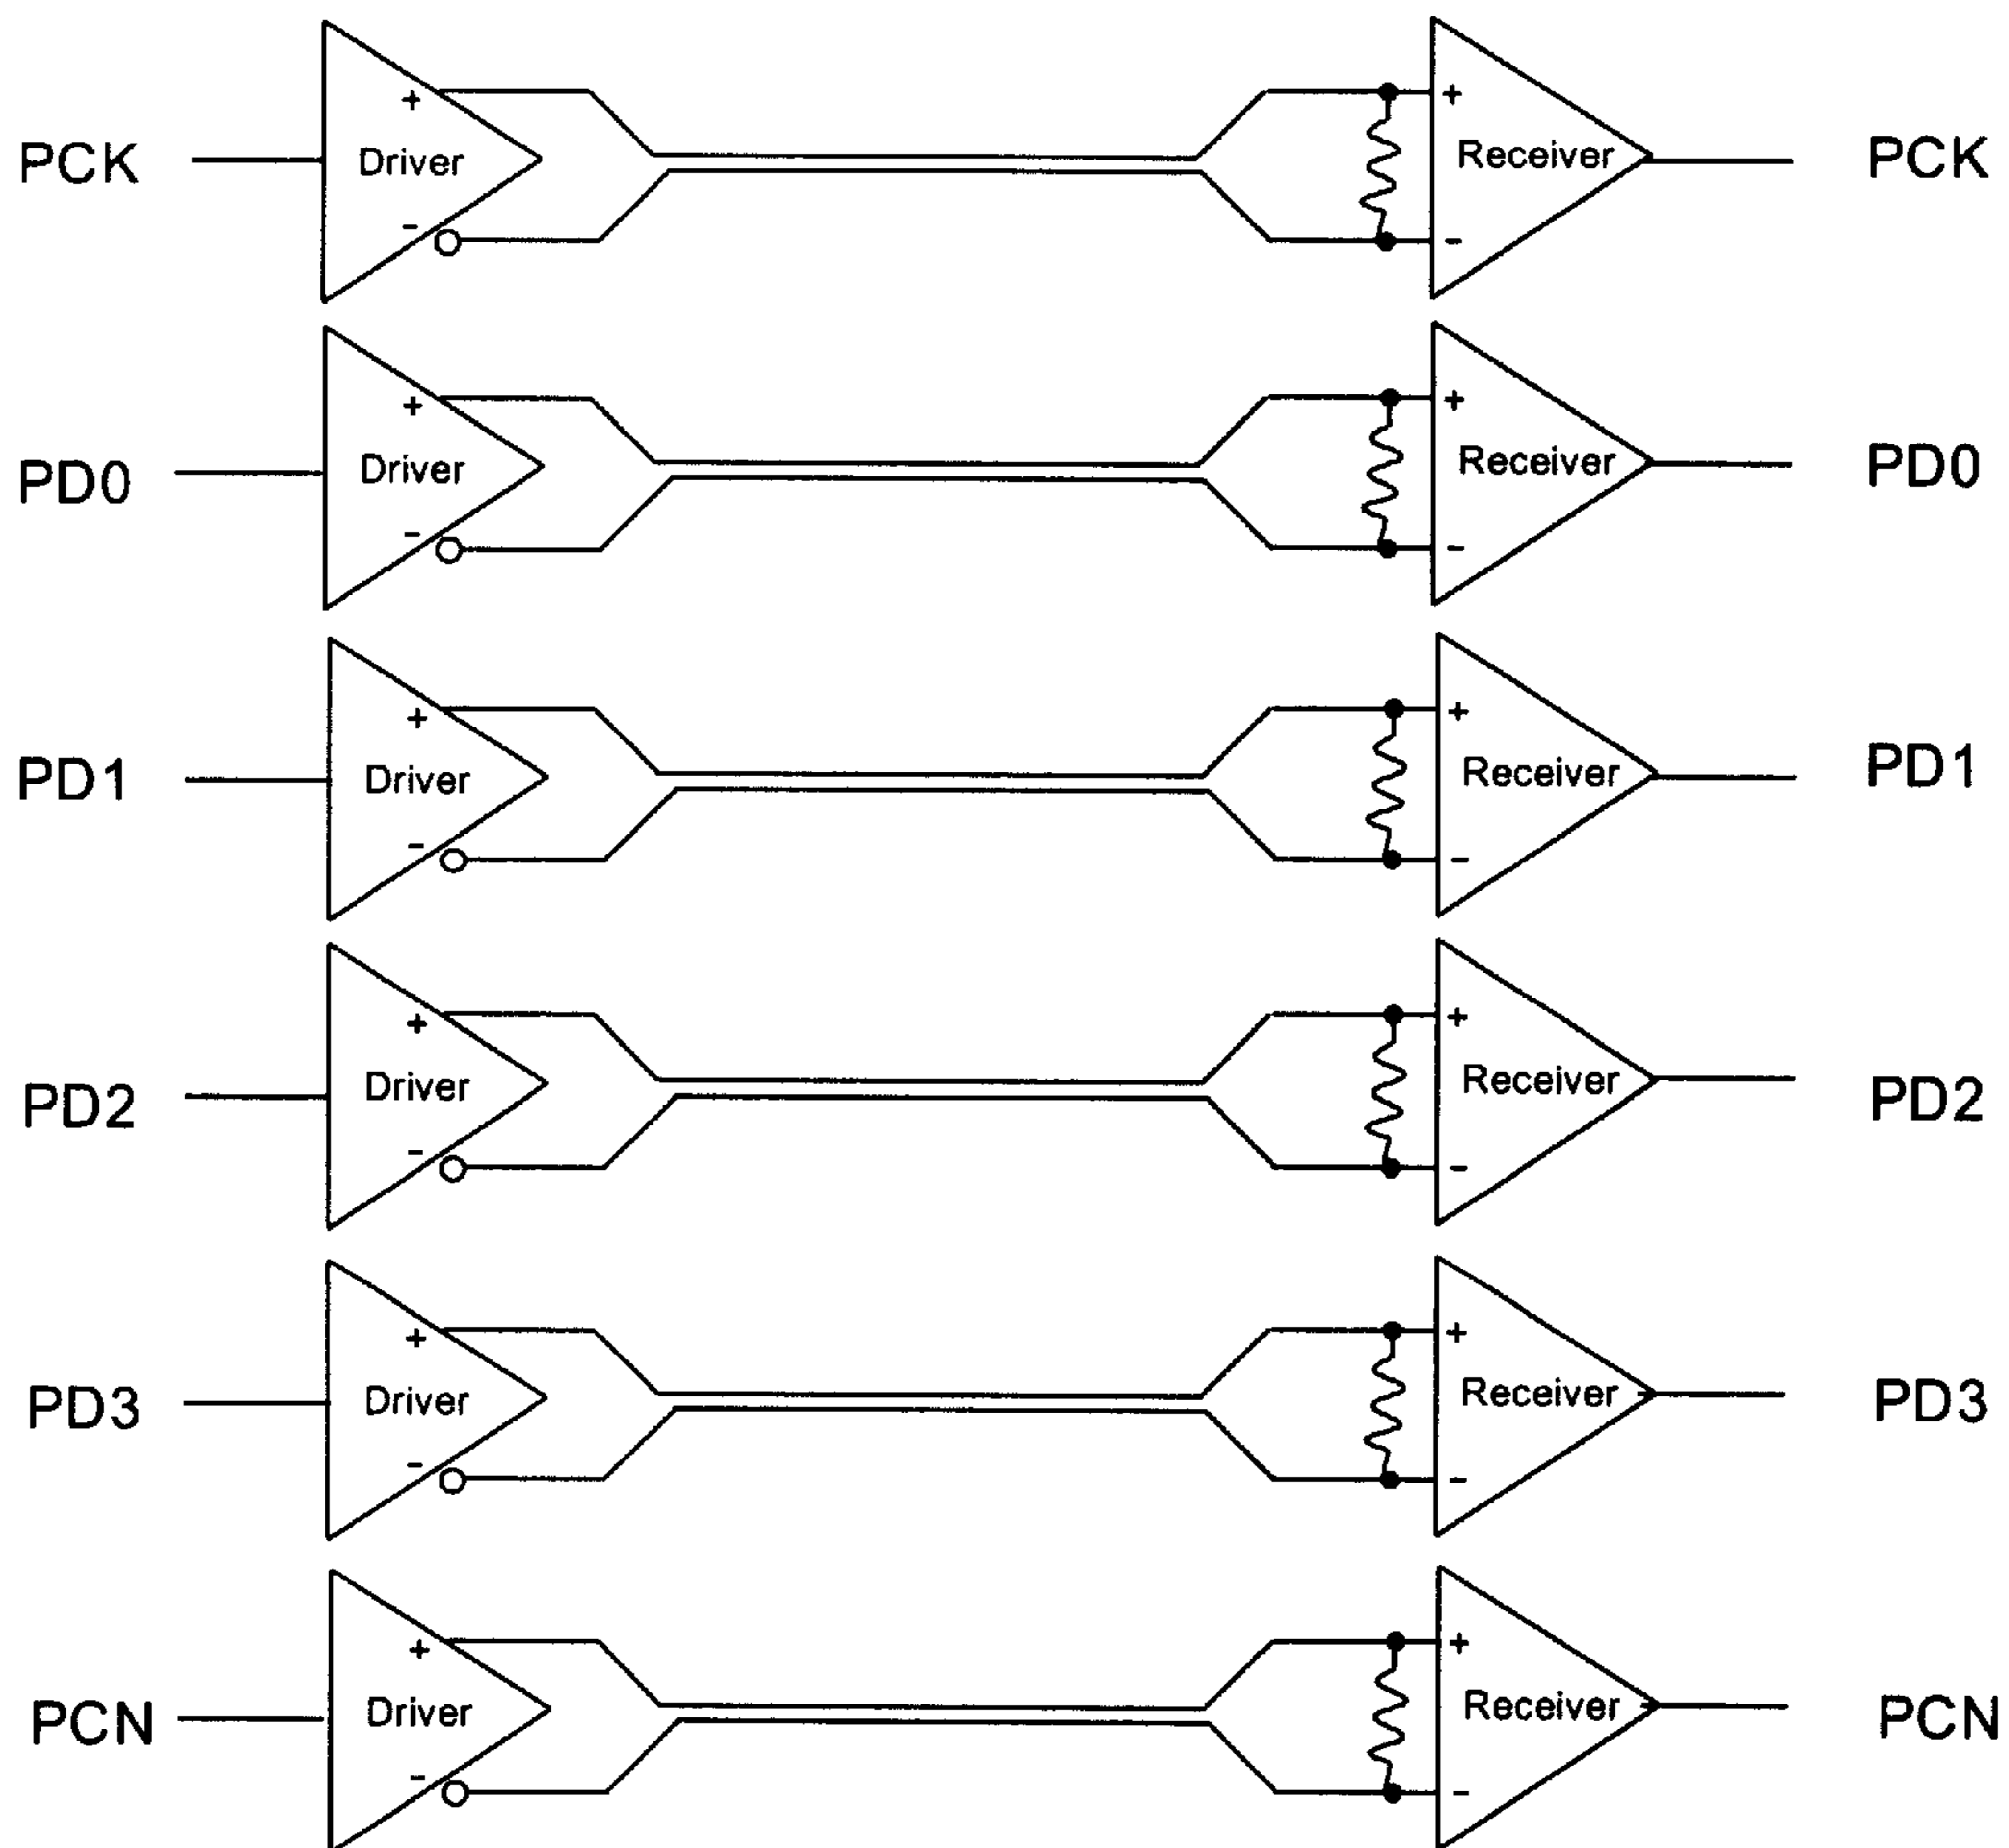 + +
PCK Driver Receiver PCK
- -
+ +
PD0 Driver Receiver PD0
- -
+ +
PD1 Driver Receiver PD1
- -
+ +
PD2 Driver Receiver PD2
- -
+ +
PD3 Driver Receiver PD3
- -
+ +
PCN Driver Receiver PCN
- -